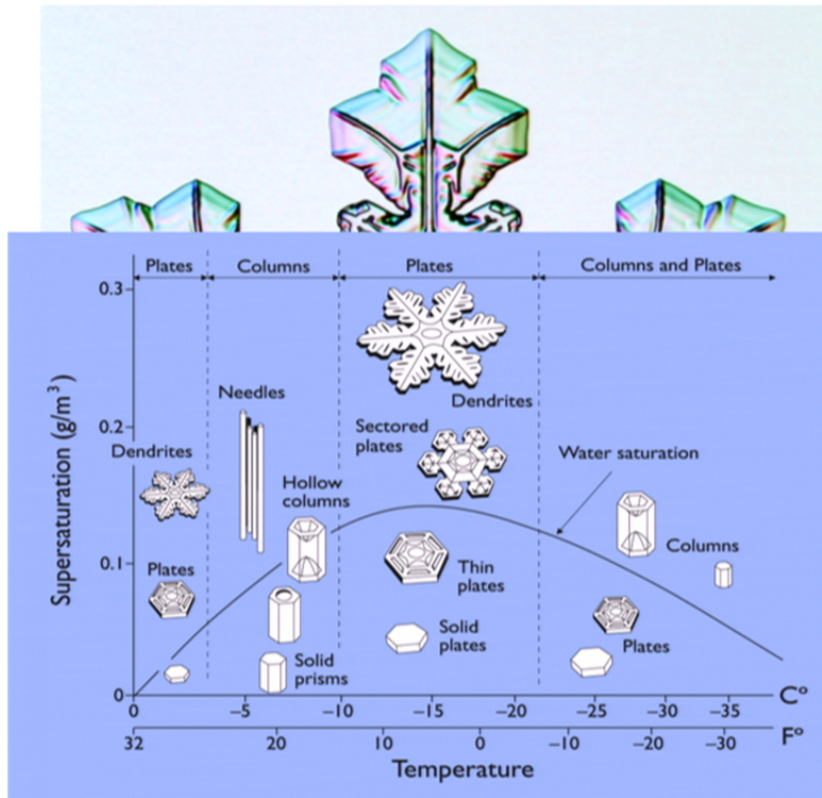 Plates
Columns
Plates
Columns and Plates
0.3
0.2
0.1
0
Supersaturation (g/m³)
Needles
Dendrites
Sectored
plates
Dendrites
Water saturation
Hollow
columns
Plates
Columns
Thin
plates
Solid
plates
Plates
Solid
prisms
0
–5
–10
–15
–20
–25
–30
–35
C°
32
20
10
0
–10
–20
–30
F°
Temperature